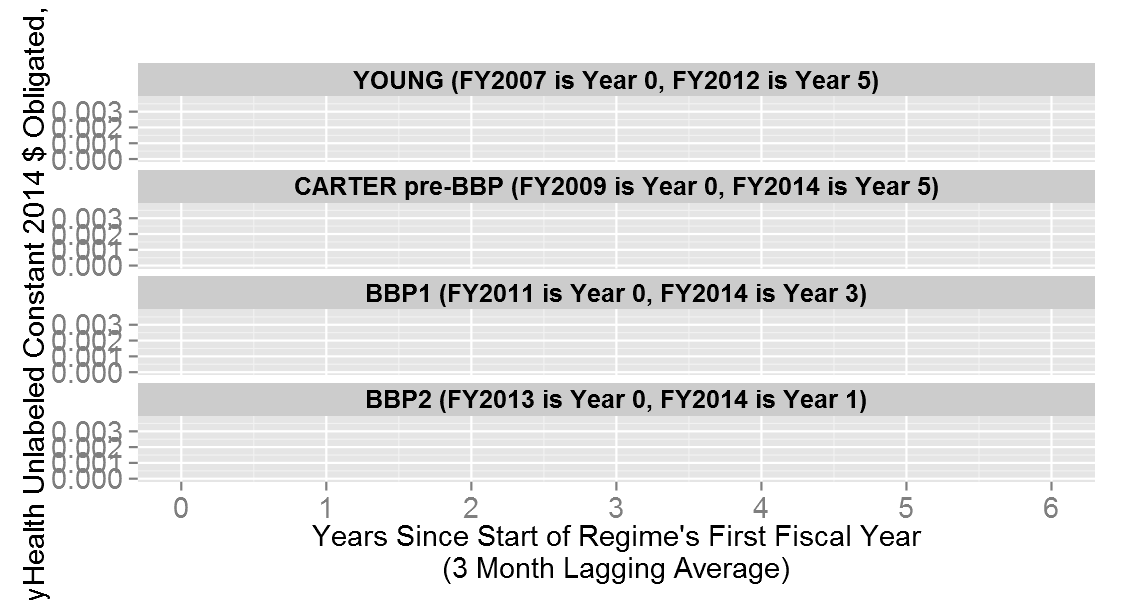 yHealth Unlabeled Constant 2014 $ Obligated,
YOUNG (FY2007 is Year 0, FY2012 is Year 5)
0.003
0.002
0.001
0.000
CARTER pre-BBP (FY2009 is Year 0, FY2014 is Year 5)
0.003
0.002
0.001
0.000
BBP1 (FY2011 is Year 0, FY2014 is Year 3)
0.003
0.002
0.001
0.000
BBP2 (FY2013 is Year 0, FY2014 is Year 1)
0.003
0.002
0.001
0.000
0 1 2 3 4 5 6
Years Since Start of Regime's First Fiscal Year
(3 Month Lagging Average)